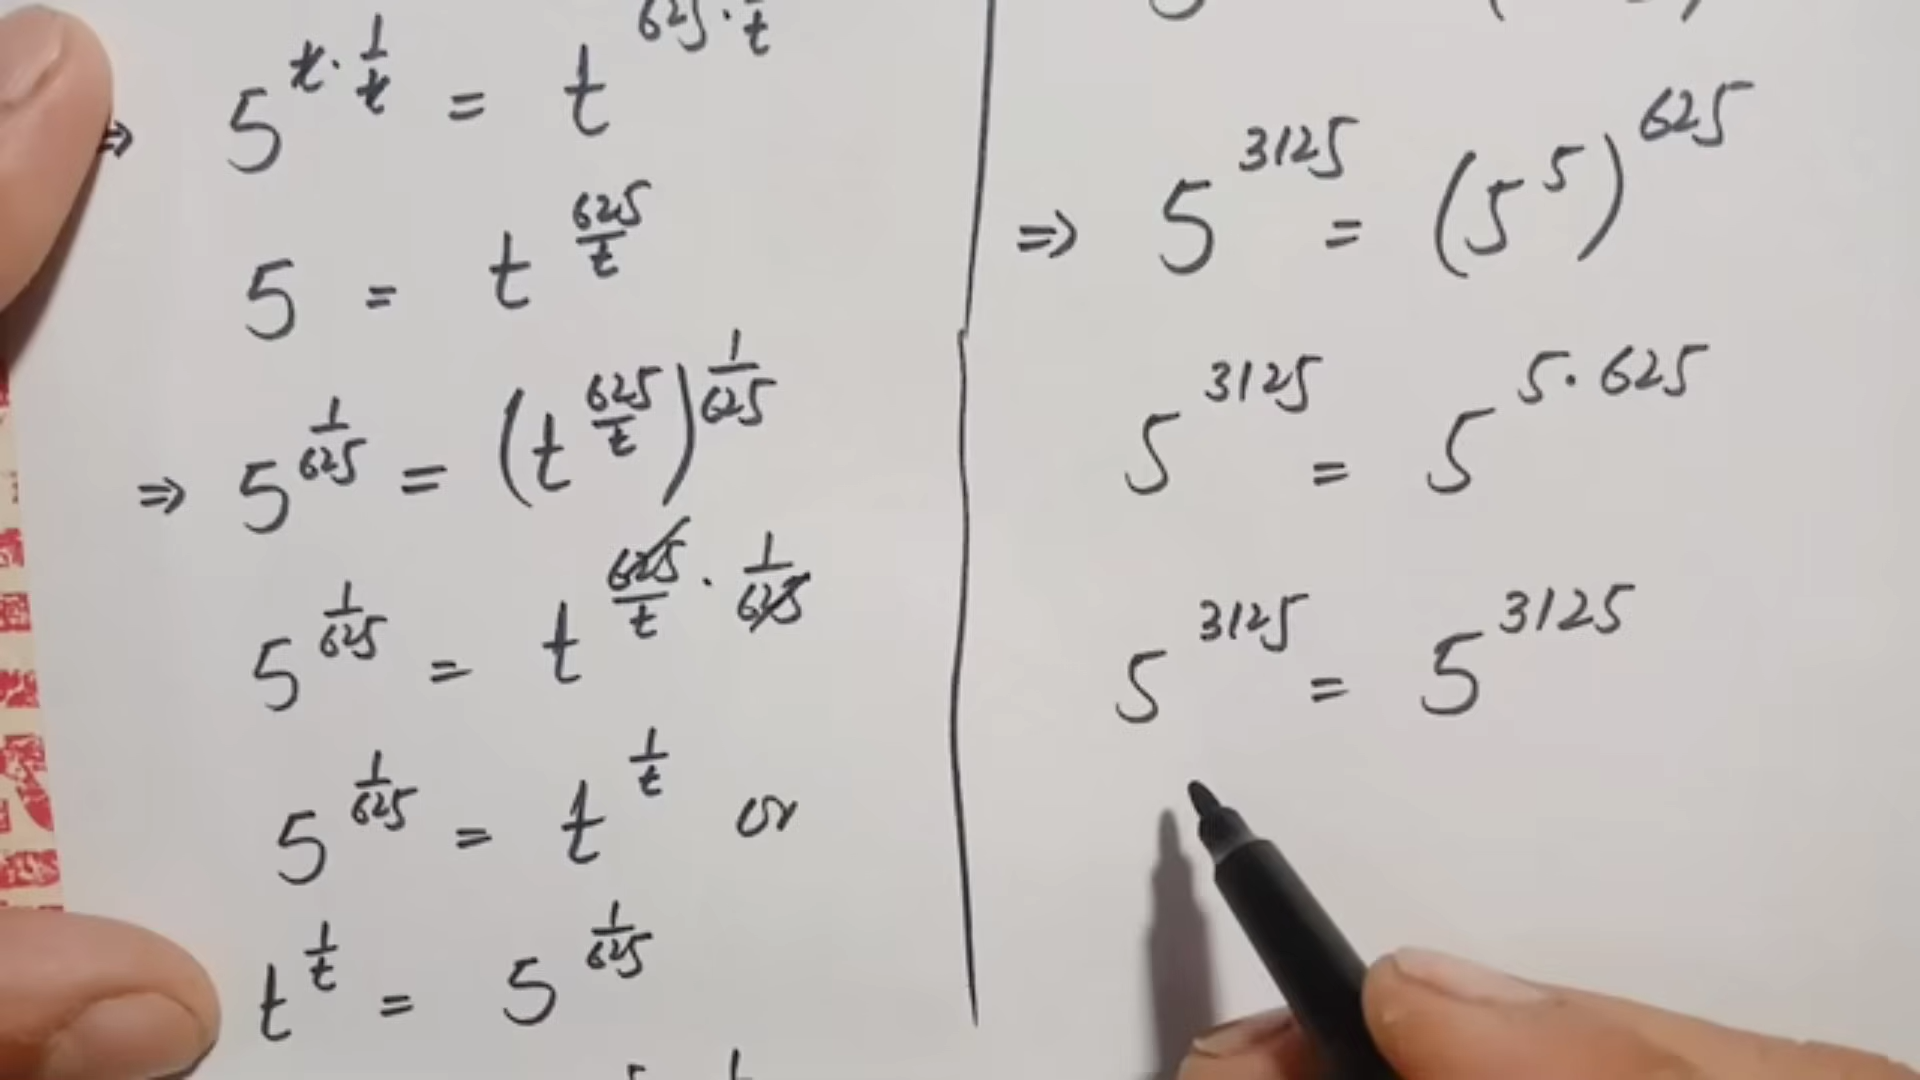 ⇒ 5^{t·1/t} = t^{625·1/t}
5 = t^{625/t}
⇒ 5^{1/625} = (t^{625/t})^{1/625}
5^{1/625} = t^{625/t · 1/625}
5^{1/625} = t^{1/t} or
t^{1/t} = 5^{1/625}
⇒ 5^{3125} = (5^5)^{625}
5^{3125} = 5^{5·625}
5^{3125} = 5^{3125}